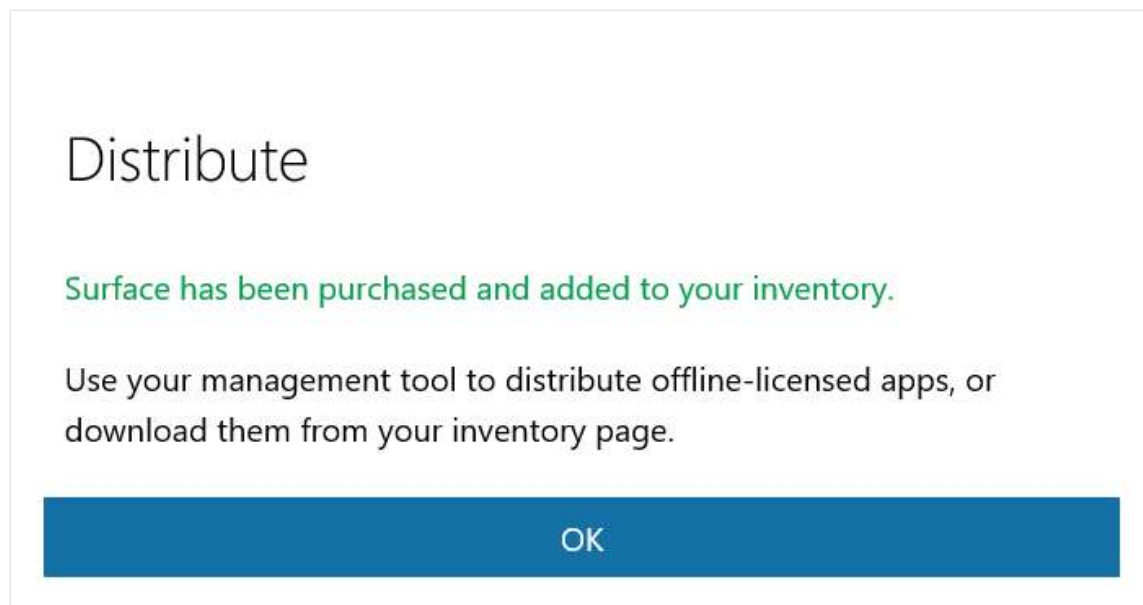 Distribute
Surface has been purchased and added to your inventory.
Use your management tool to distribute offline-licensed apps, or
download them from your inventory page.
OK